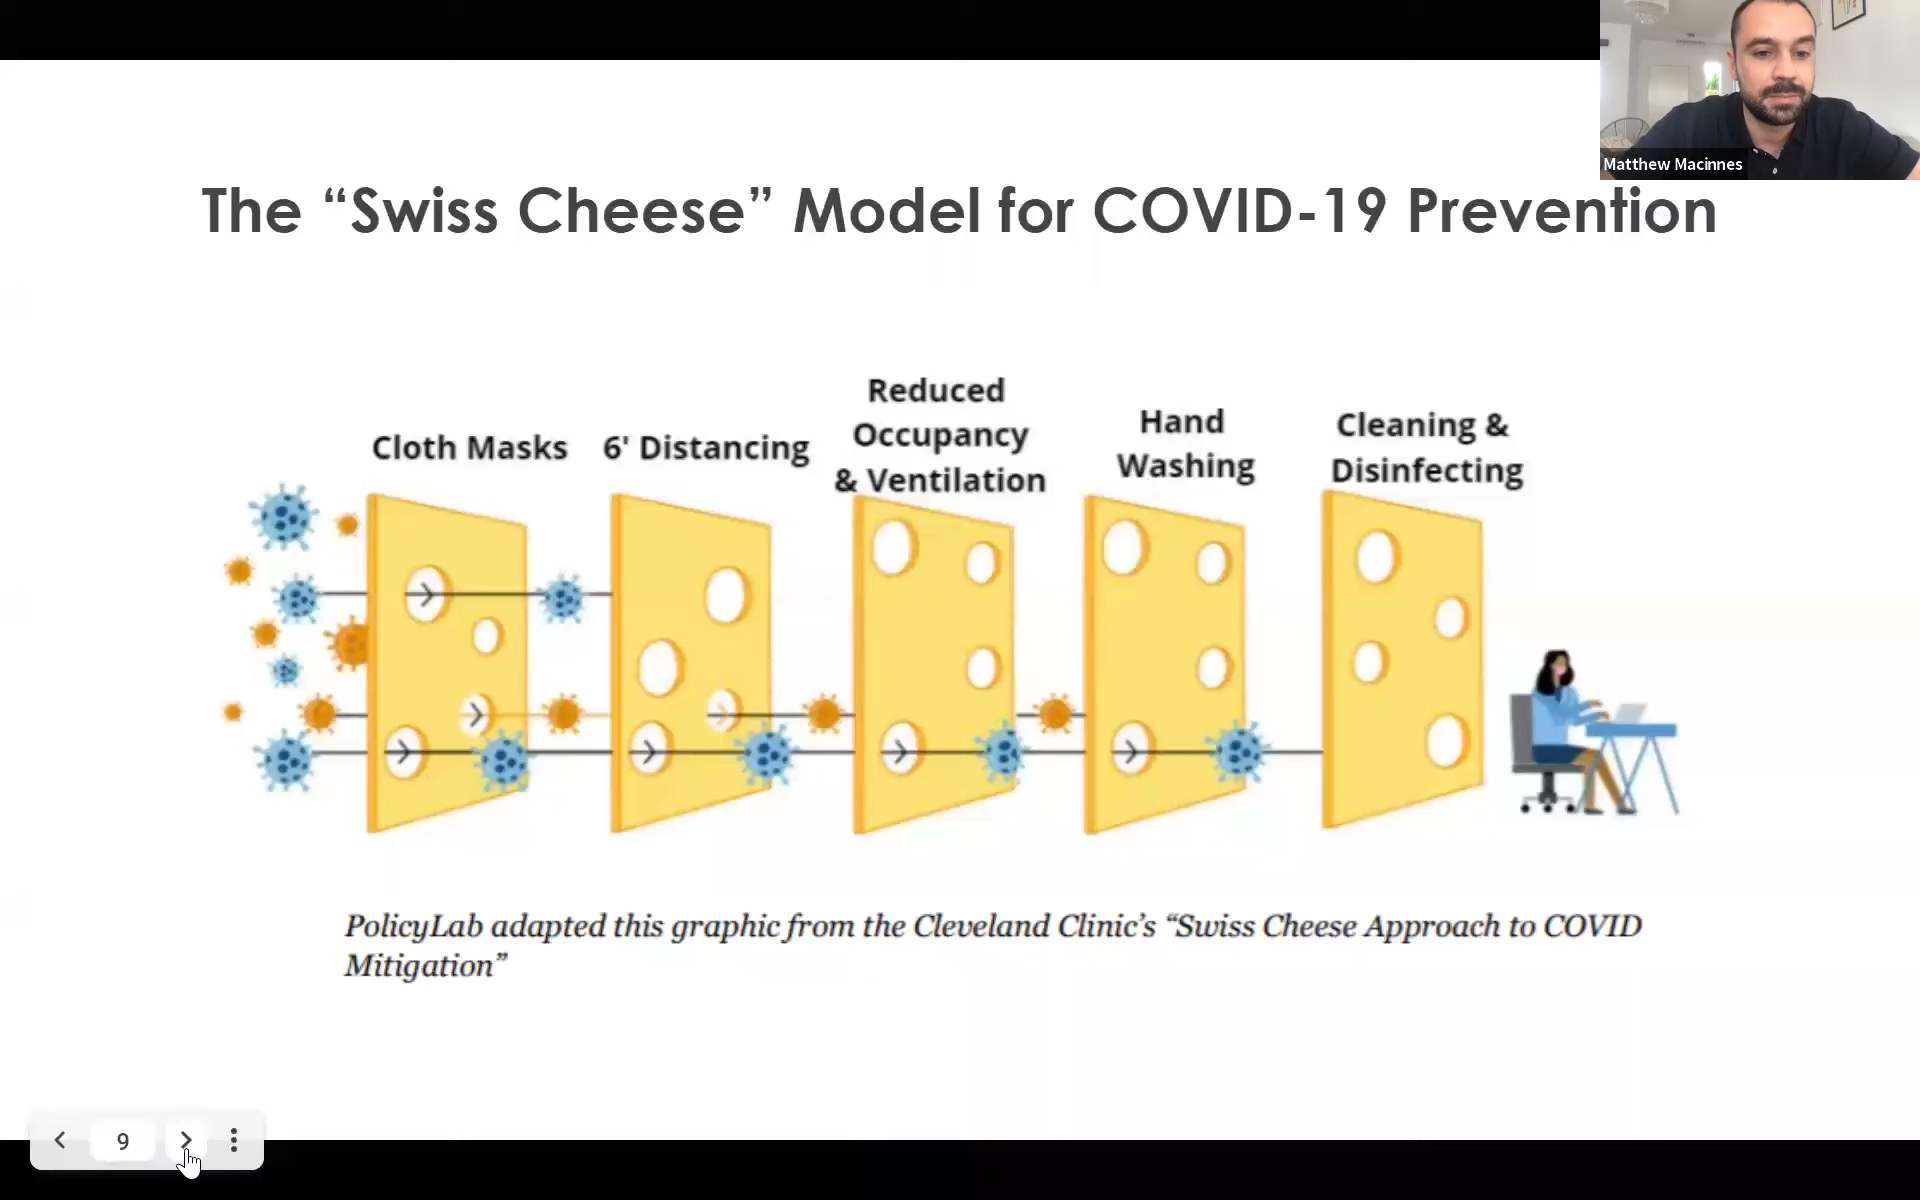 Matthew Macinnes
The “Swiss Cheese” Model for COVID-19 Prevention
Cloth Masks
6' Distancing
Reduced
Occupancy
& Ventilation
Hand
Washing
Cleaning &
Disinfecting
PolicyLab adapted this graphic from the Cleveland Clinic’s “Swiss Cheese Approach to COVID
Mitigation”
9